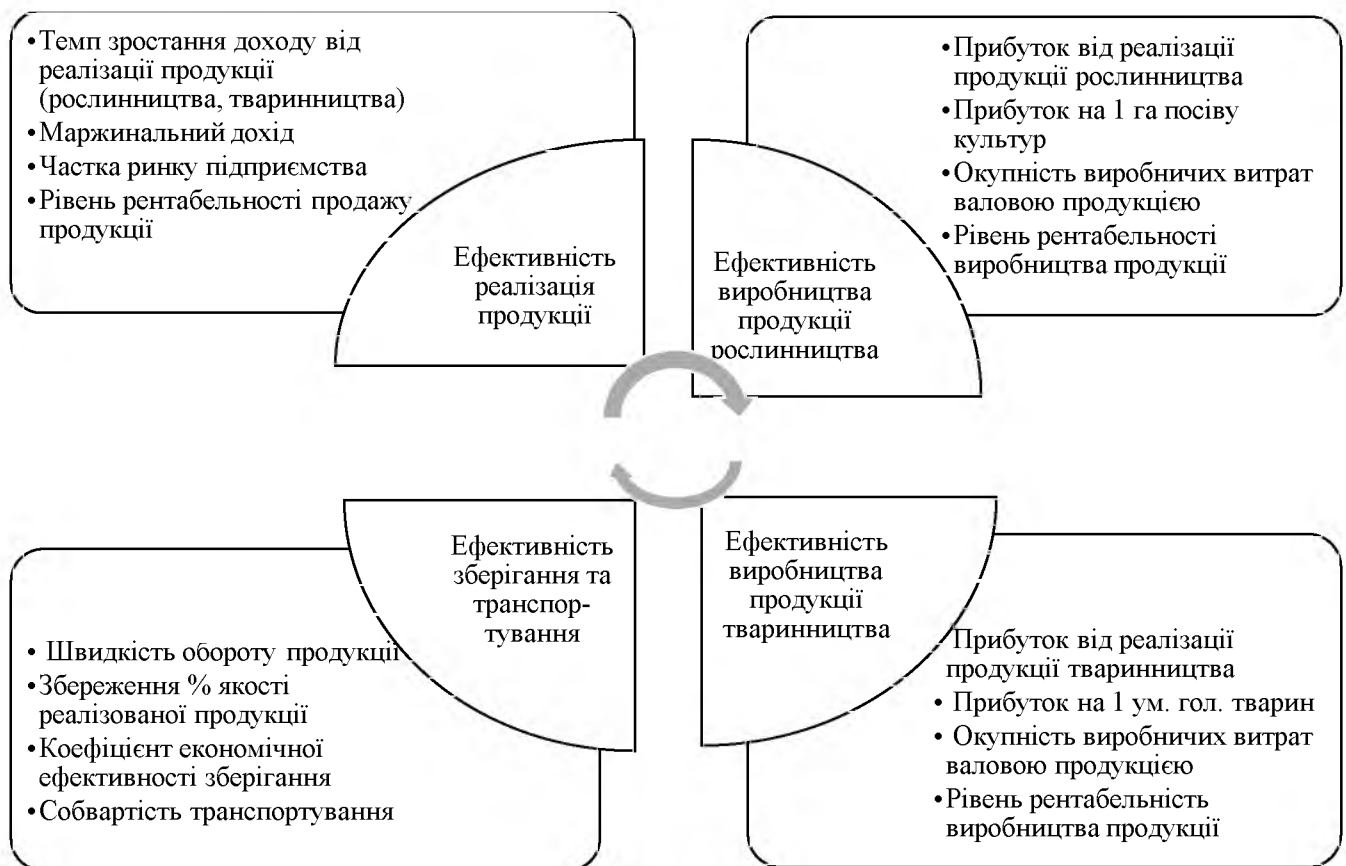 •Темп зростання доходу від
реалізації продукції
(рослинництва, тваринництва)
•Маржинальний дохід
•Частка ринку підприємства
•Рівень рентабельності продажу
продукції
Ефективність
реалізація
продукції
•Прибуток від реалізації
продукції рослинництва
•Прибуток на 1 га посіву
культур
•Окупність виробничих витрат
валовою продукцією
•Рівень рентабельності
виробництва продукції
Ефективність
виробництва
продукції
рослинництва
Ефективність
зберігання та
транспор-
тування
• Швидкість обороту продукції
•Збереження % якості
реалізованої продукції
•Коефіцієнт економічної
ефективності зберігання
•Собвартість транспортування
Ефективність
виробництва
продукції
тваринництва
Прибуток від реалізації
продукції тваринництва
• Прибуток на 1 ум. гол. тварин
• Окупність виробничих витрат
валовою продукцією
•Рівень рентабельність
виробництва продукції